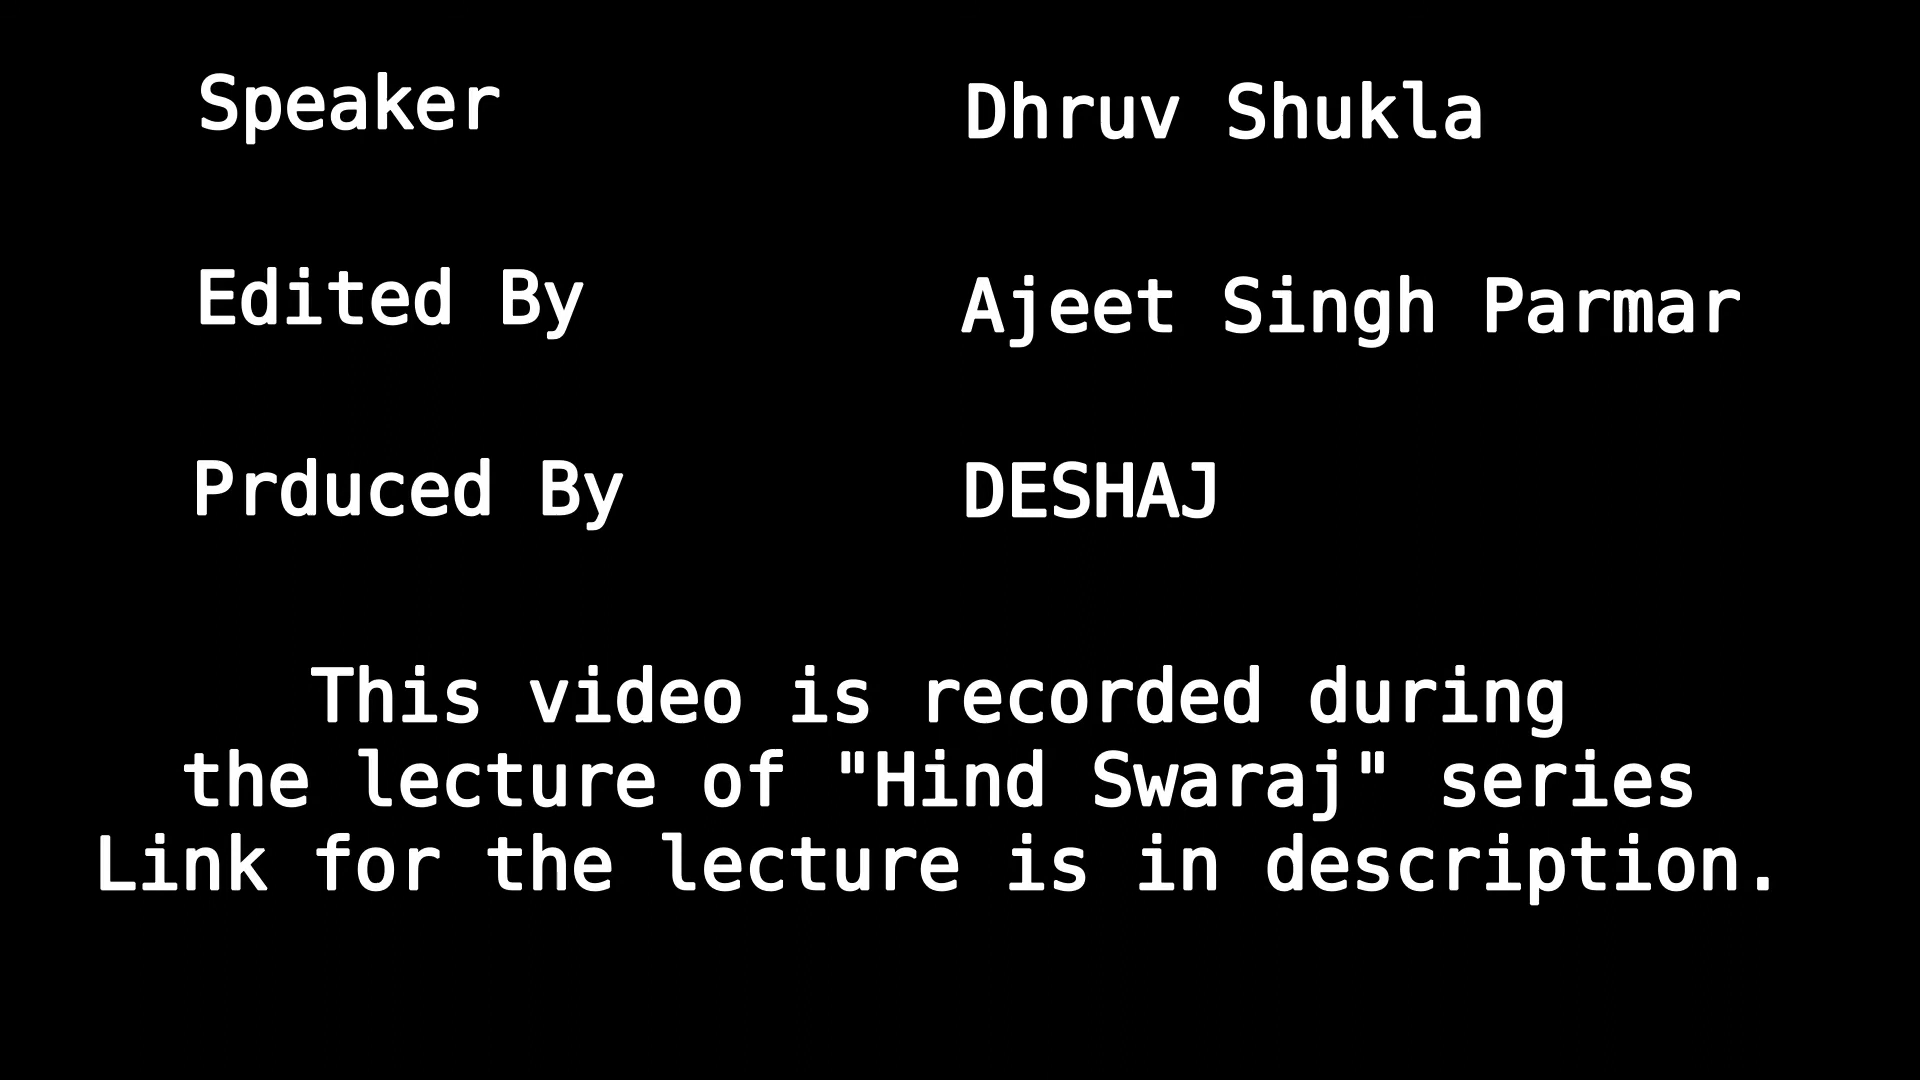 Speaker Dhruv Shukla
Edited By Ajeet Singh Parmar
Prduced By DESHAJ
This video is recorded during
the lecture of "Hind Swaraj" series
Link for the lecture is in description.